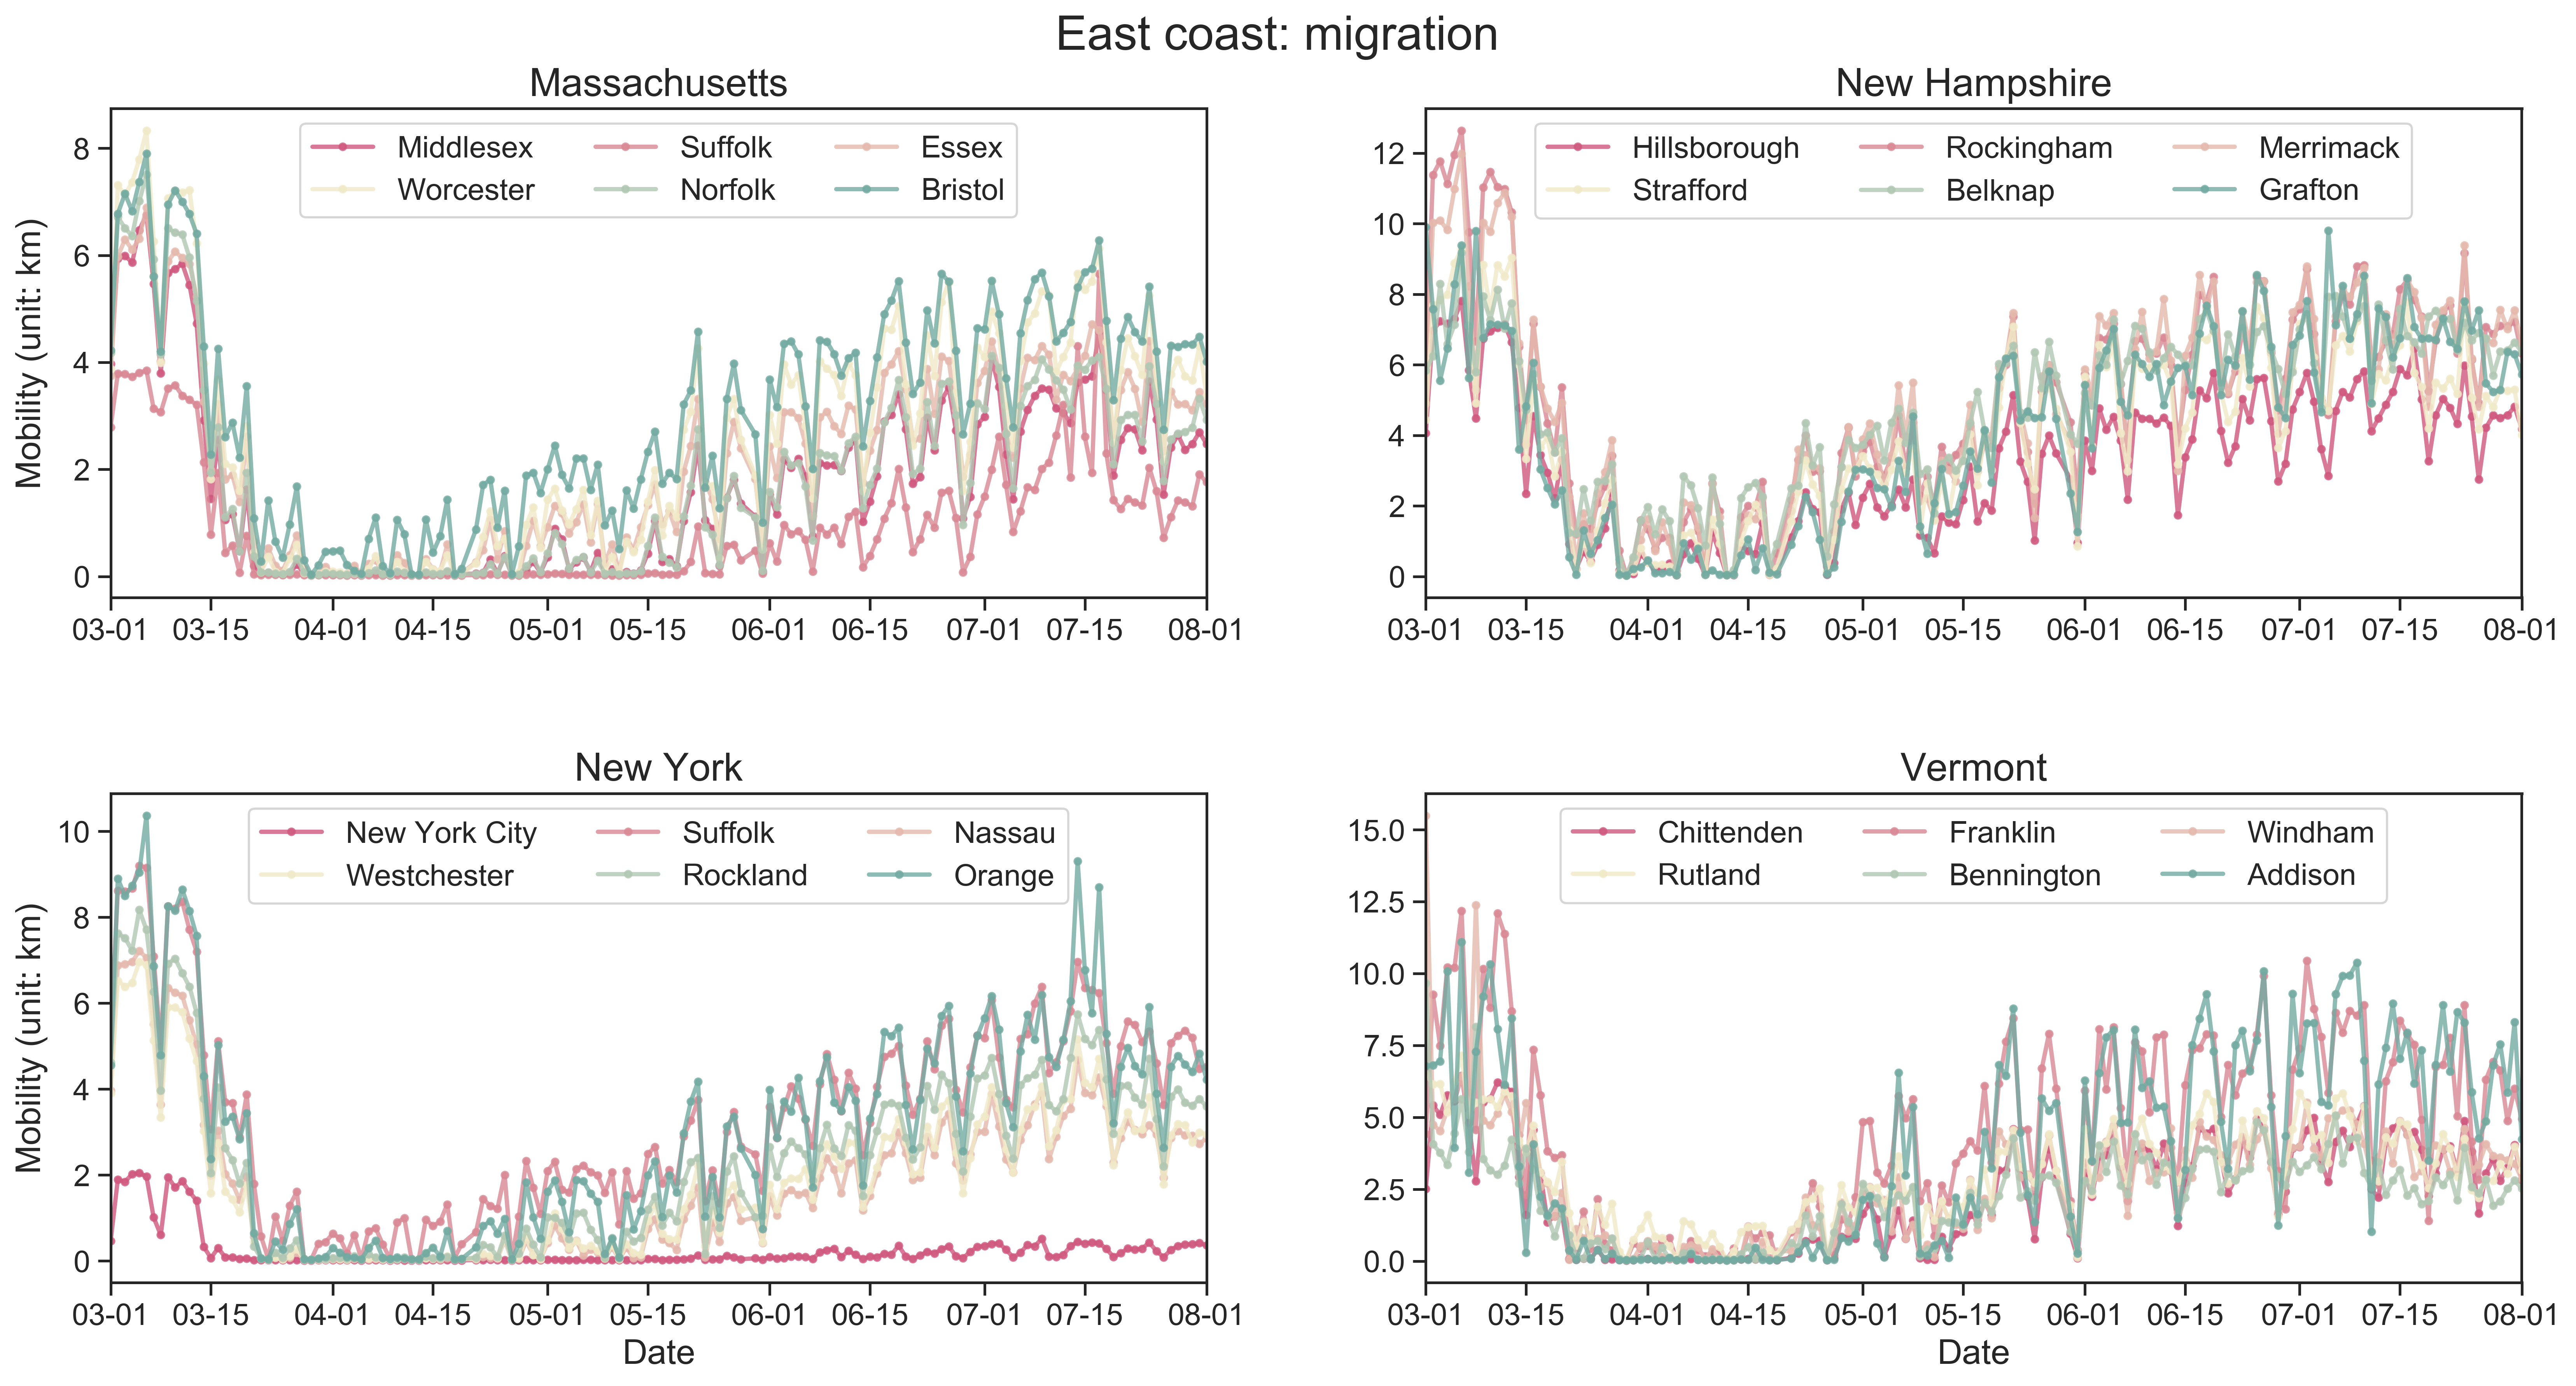 East coast: migration
Massachusetts
Mobility (unit: km)
8
6
4
2
0
Middlesex Suffolk Essex
Worcester Norfolk Bristol
03-01 03-15 04-01 04-15 05-01 05-15 06-01 06-15 07-01 07-15 08-01
New Hampshire
12
10
8
6
4
2
0
Hillsborough Rockingham Merrimack
Strafford Belknap Grafton
03-01 03-15 04-01 04-15 05-01 05-15 06-01 06-15 07-01 07-15 08-01
New York
Mobility (unit: km)
10
8
6
4
2
0
New York City Suffolk Nassau
Westchester Rockland Orange
03-01 03-15 04-01 04-15 05-01 05-15 06-01 06-15 07-01 07-15 08-01
Date
Vermont
15.0
12.5
10.0
7.5
5.0
2.5
0.0
Chittenden Franklin Windham
Rutland Bennington Addison
03-01 03-15 04-01 04-15 05-01 05-15 06-01 06-15 07-01 07-15 08-01
Date